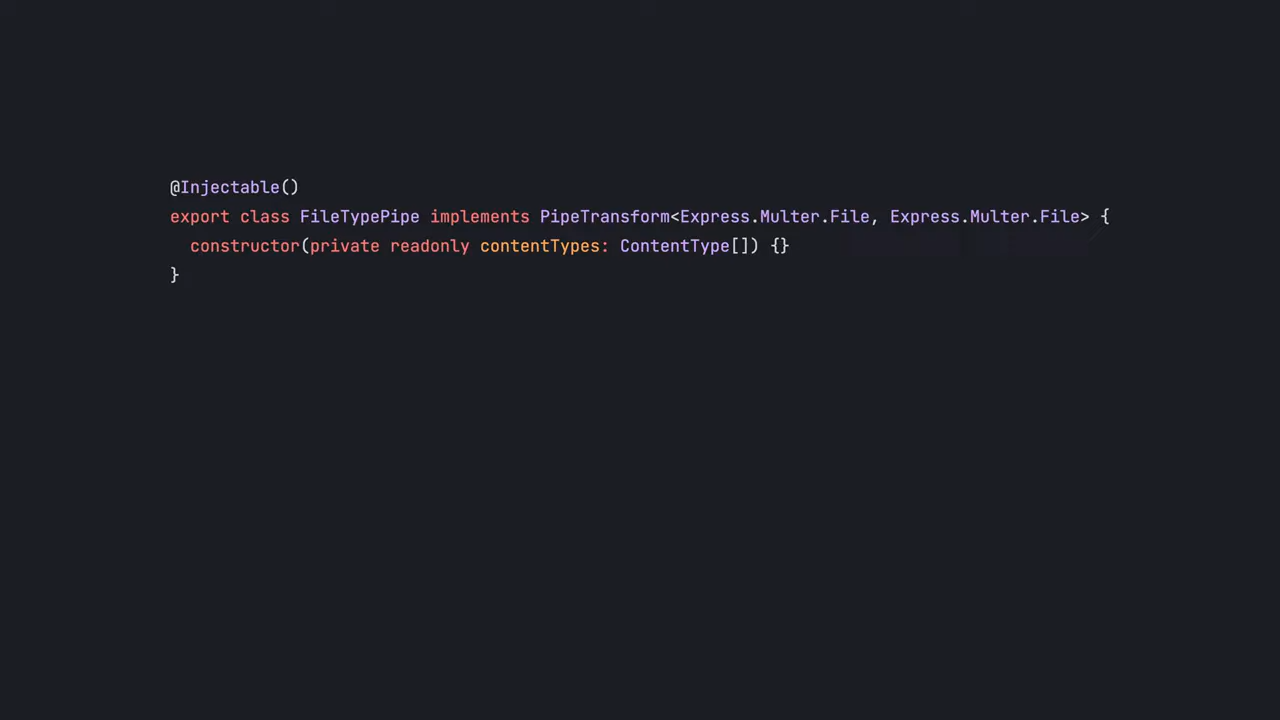 @Injectable()
export class FileTypePipe implements PipeTransform<Express.Multer.File, Express.Multer.File> {
  constructor(private readonly contentTypes: ContentType[]) {}
}